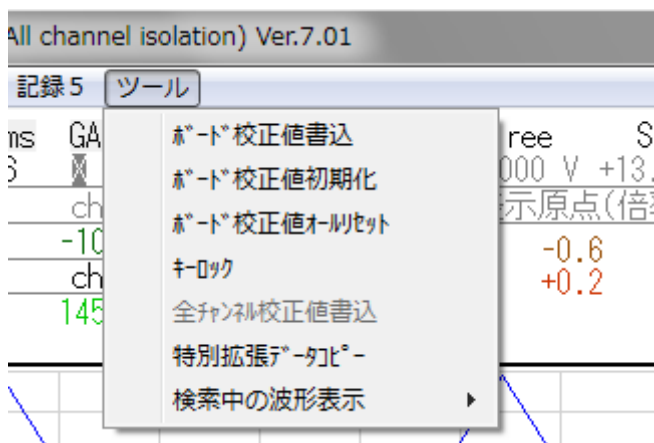 All channel isolation) Ver.7.01
記録5 ツール
ms GA
ch
-10
ch
145
ﾎﾞｰﾄﾞ校正値書込
ﾎﾞｰﾄﾞ校正値初期化
ﾎﾞｰﾄﾞ校正値ｵｰﾙﾘｾｯﾄ
ｷｰﾛｯｸ
全ﾁｬﾝﾈﾙ校正値書込
特別拡張ﾃﾞｰﾀｺﾋﾟｰ
検索中の波形表示
ree S
000 V +13.
示原点(倍
-0.6
+0.2